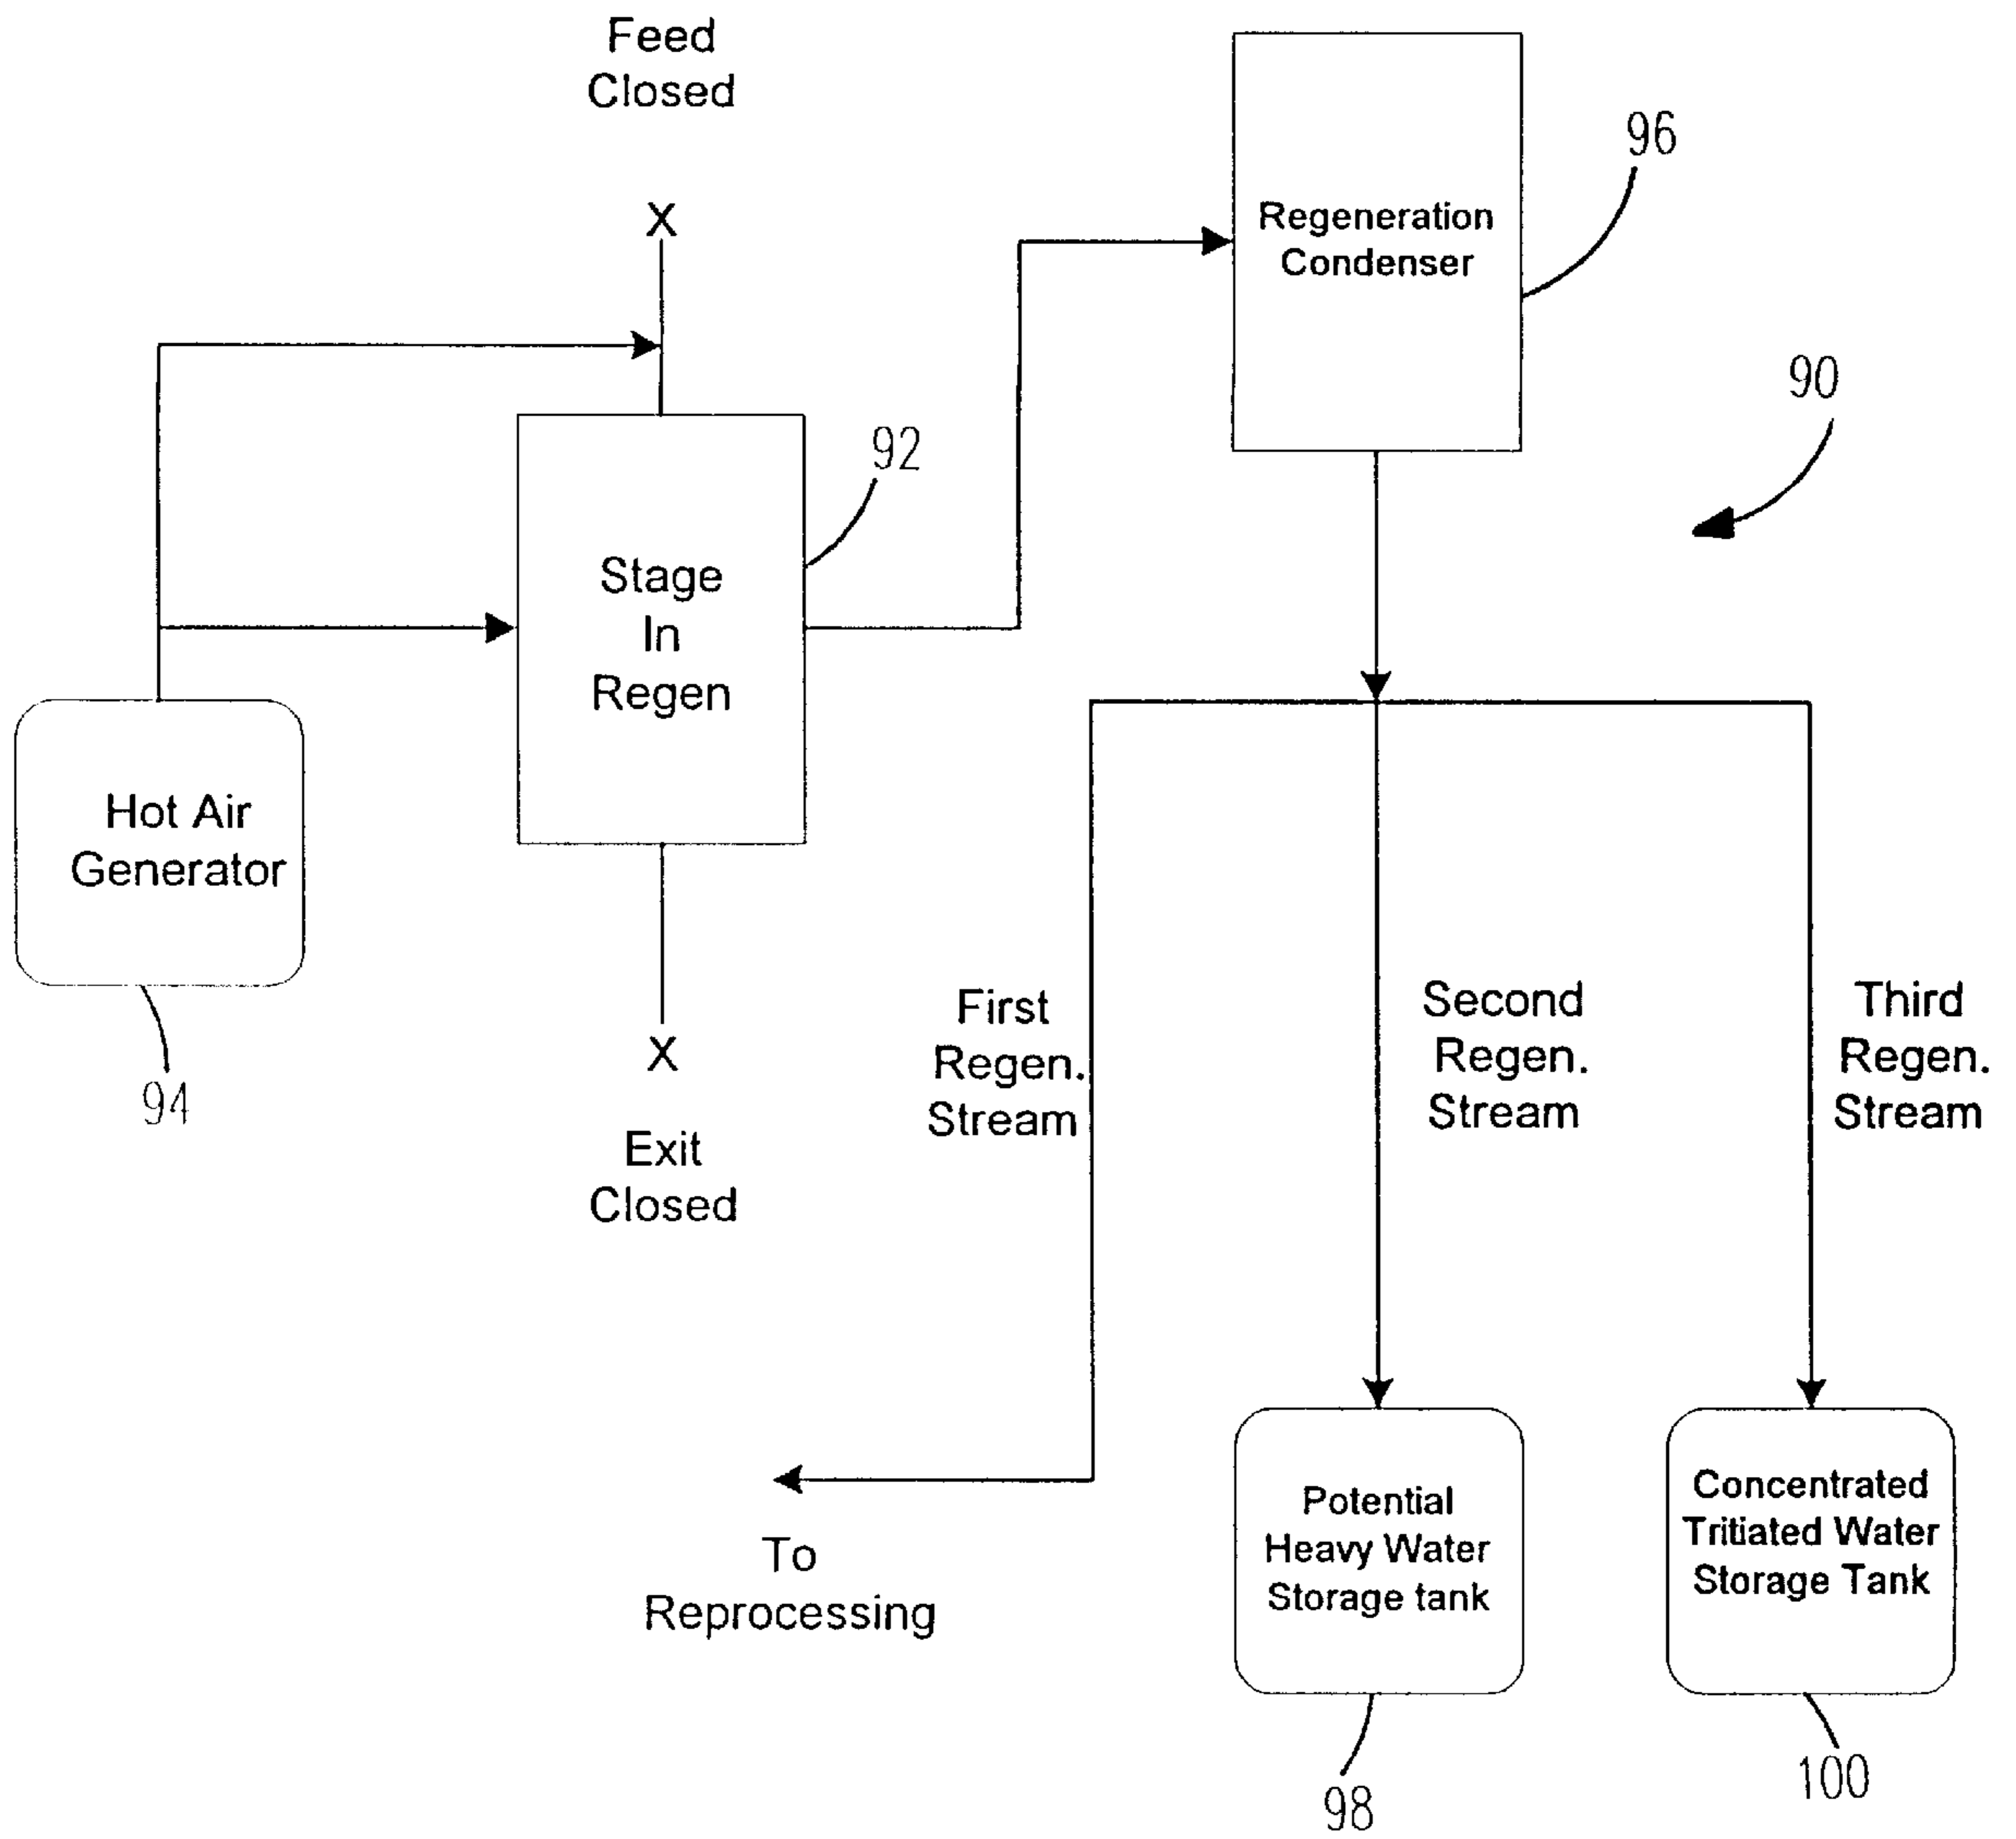 Feed
Closed
X
Regeneration
Condenser
96
90
92
Stage
In
Regen
Hot Air
Generator
94
X
Exit
Closed
First
Regen.
Stream
Second
Regen.
Stream
Third
Regen.
Stream
To
Reprocessing
Potential
Heavy Water
Storage tank
98
Concentrated
Tritiated Water
Storage Tank
100